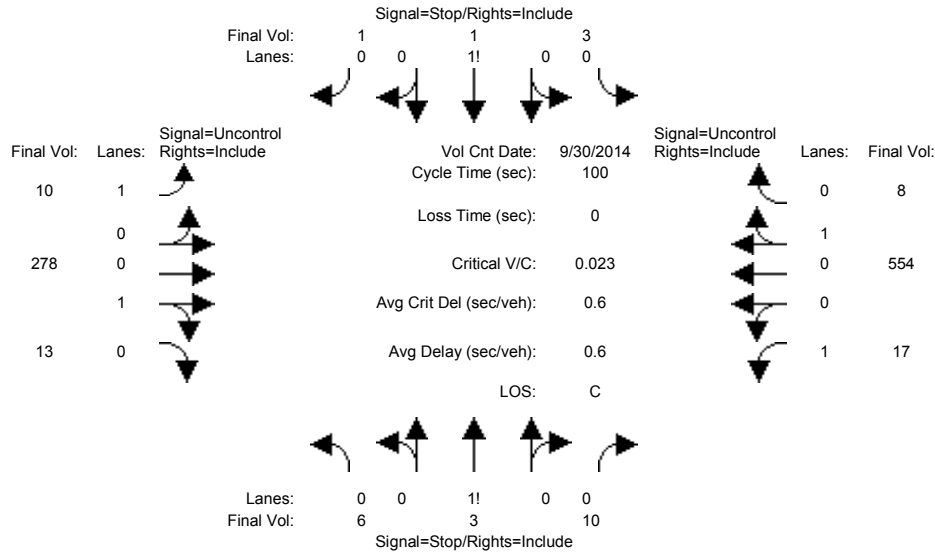 Signal=Stop/Rights=Include
Final Vol: 1 1 3
Lanes: 0 0 1! 0 0
Signal=Uncontrol Signal=Uncontrol
Final Vol: Lanes: Rights=Include Vol Cnt Date: 9/30/2014 Rights=Include Lanes: Final Vol:
Cycle Time (sec): 100
10 1 0 8
Loss Time (sec): 0
0 1
278 0 Critical V/C: 0.023 0 554
1 Avg Crit Del (sec/veh): 0.6 0
13 0 Avg Delay (sec/veh): 0.6 1 17
LOS: C
Lanes: 0 0 1! 0 0
Final Vol: 6 3 10
Signal=Stop/Rights=Include